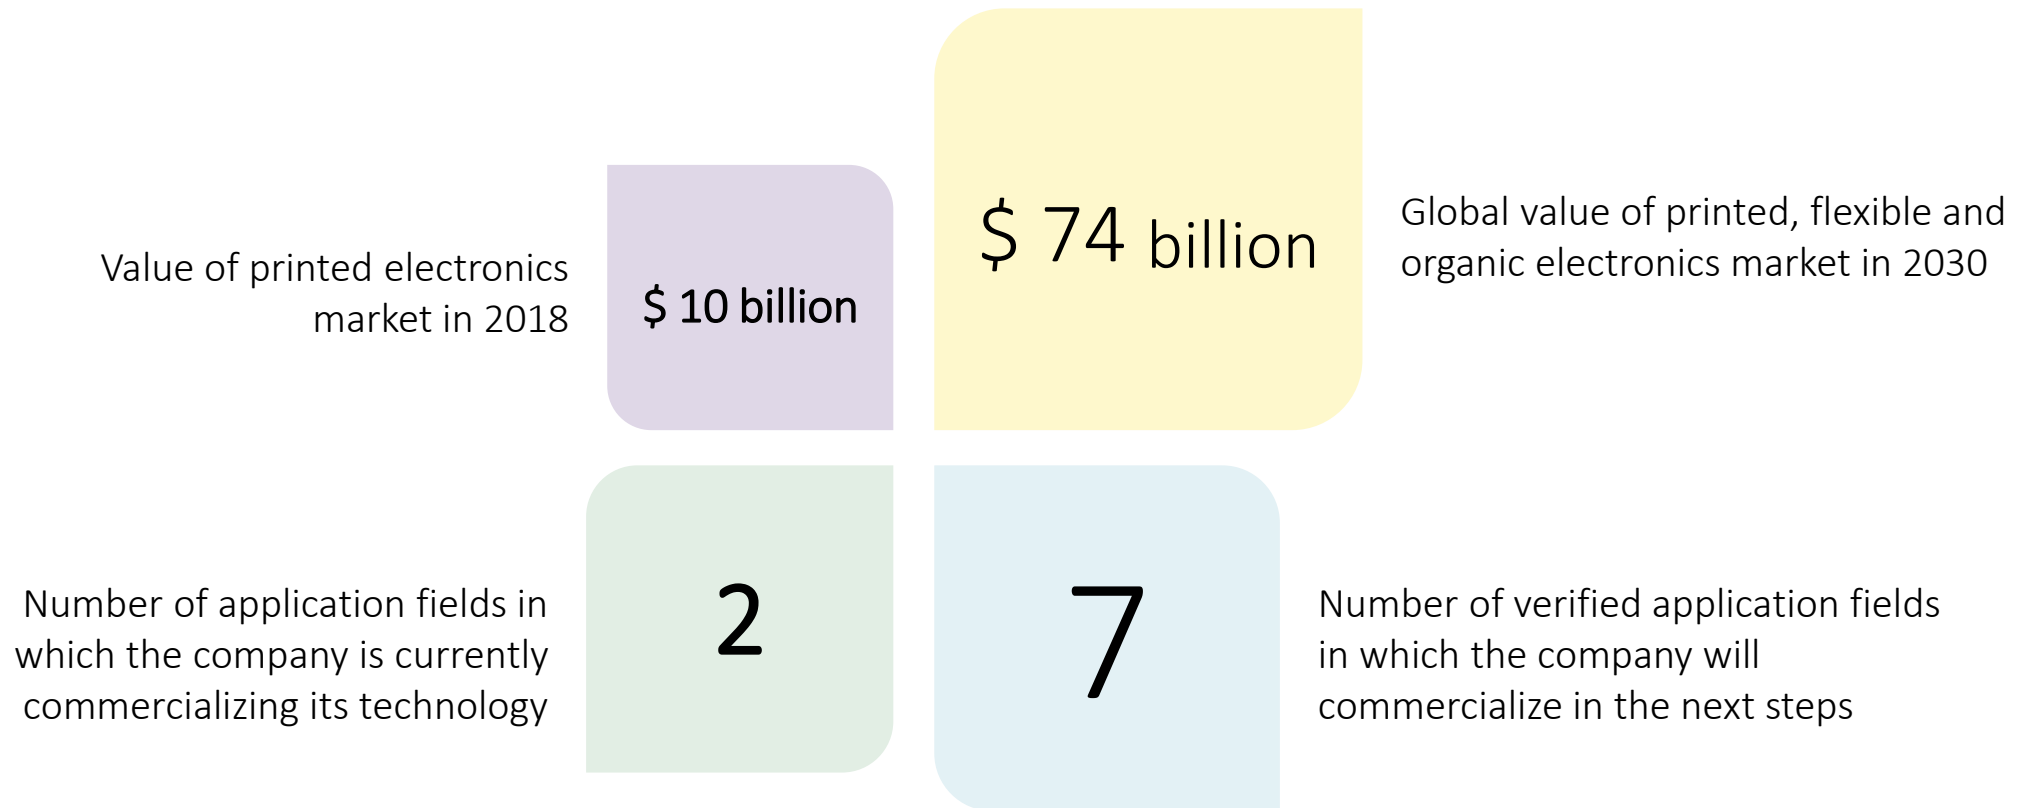 Value of printed electronics
market in 2018
$ 10 billion
$ 74 billion
Global value of printed, flexible and
organic electronics market in 2030
Number of application fields in
which the company is currently
commercializing its technology
2
7
Number of verified application fields
in which the company will
commercialize in the next steps